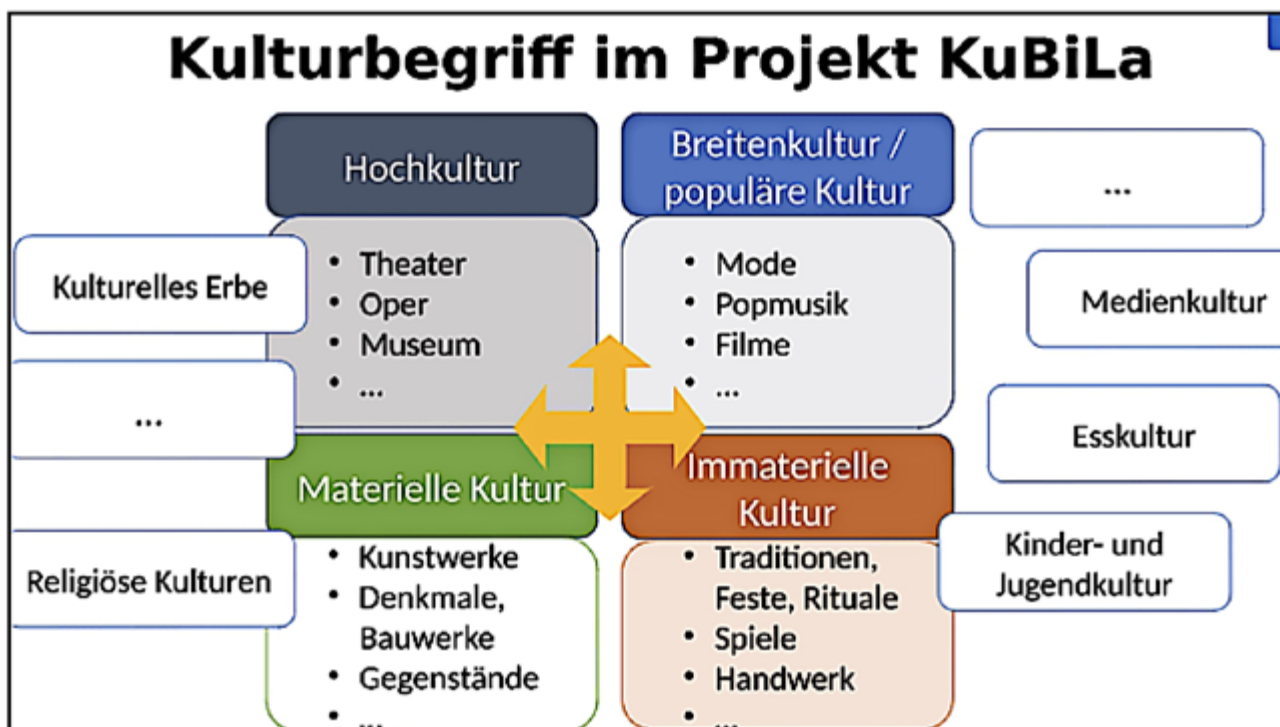 Kulturbegriff im Projekt KuBiLa
Hochkultur
• Theater
• Oper
• Museum
• ...
Breitenkultur /
populäre Kultur
• Mode
• Popmusik
• Filme
• ...
Materielle Kultur
• Kunstwerke
• Denkmale,
Bauwerke
• Gegenstände
• ...
Immaterielle
Kultur
• Traditionen,
Feste, Rituale
• Spiele
• Handwerk
• ...
Kulturelles Erbe
...
Religiöse Kulturen
...
Medienkultur
Esskultur
Kinder- und
Jugendkultur